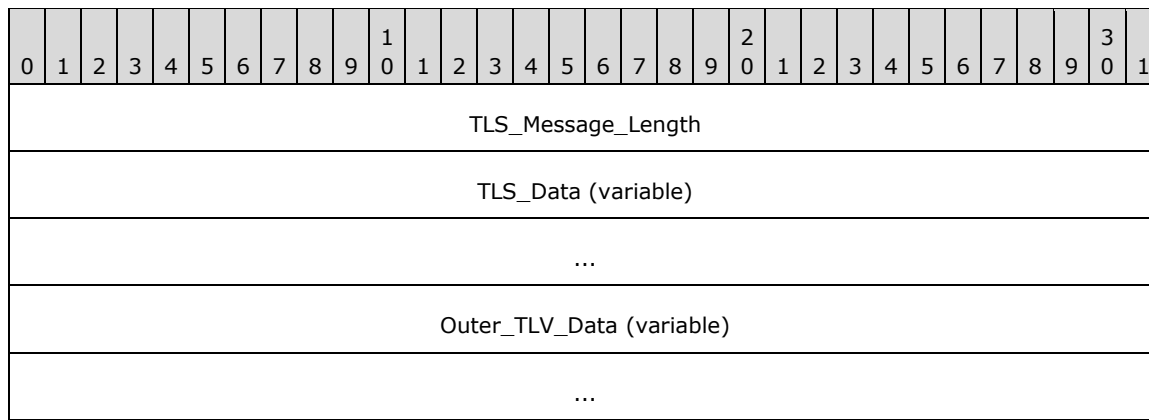 1 2 3
0 1 2 3 4 5 6 7 8 9 0 1 2 3 4 5 6 7 8 9 0 1 2 3 4 5 6 7 8 9 0 1
TLS_Message_Length
TLS_Data (variable)
...
Outer_TLV_Data (variable)
...